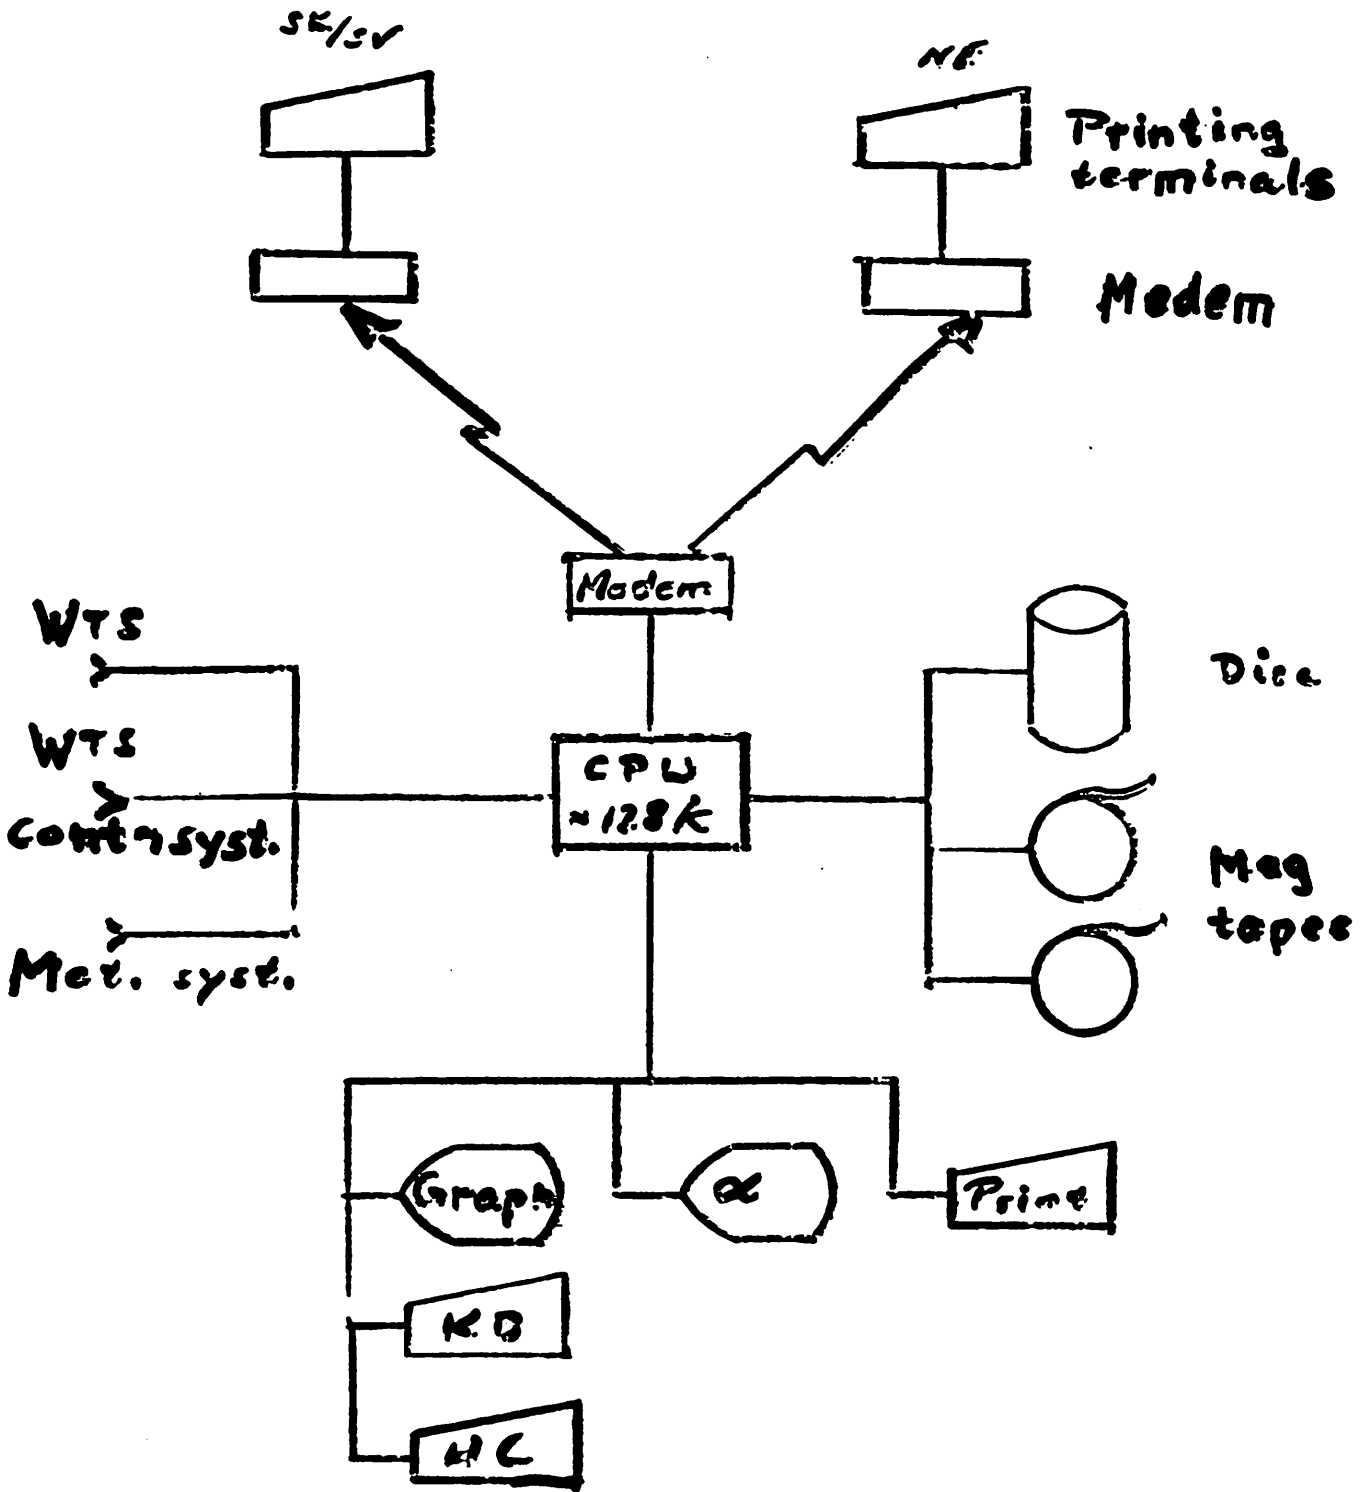 SK/SV
NE
Printing
terminals
Modem
Modem
WTS
WTS
Contr syst.
Met. syst.
CPU
≈128k
Disc
Mag
tapes
Graph
α
Print
KB
HC